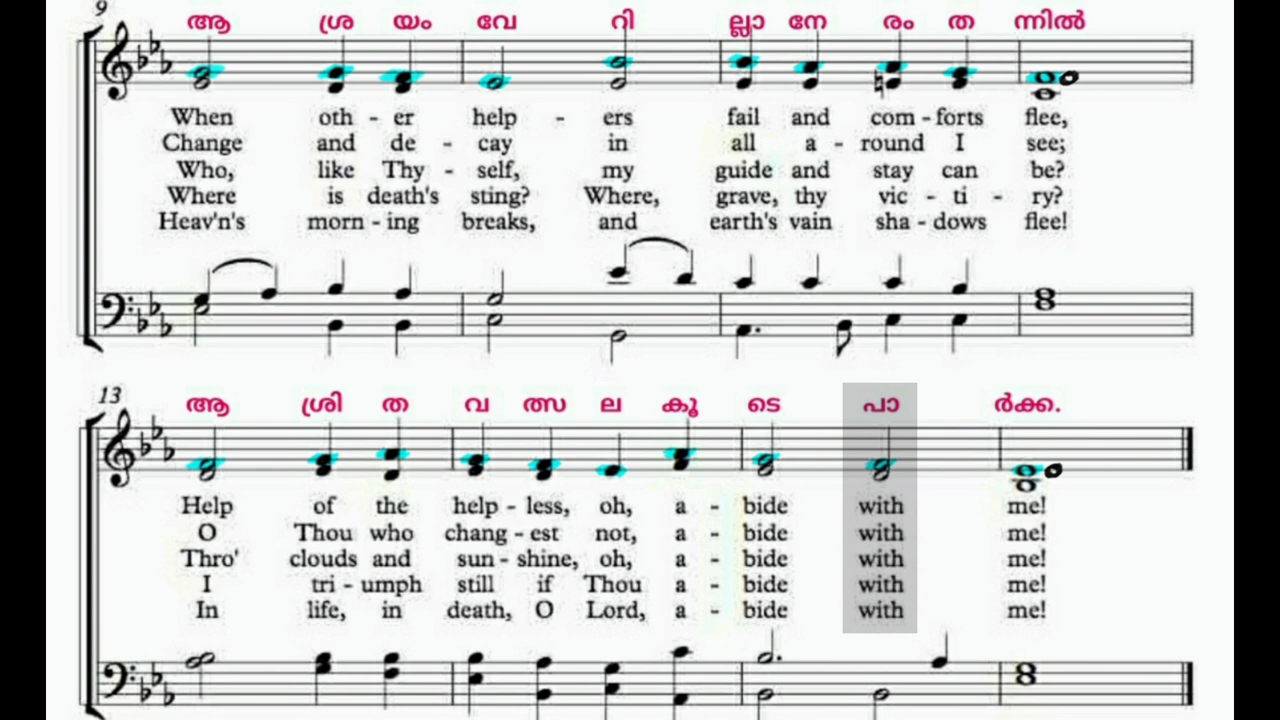 9
ആ ശ്ര യം വേ റി ല്ലാ നേ രം ത ന്നിൽ
When oth - er help - ers fail and com - forts flee,
Change and de - cay in all a - round I see;
Who, like Thy - self, my guide and stay can be?
Where is death's sting? Where, grave, thy vic - ti - ry?
Heav'n's morn - ing breaks, and earth's vain sha - dows flee!
13
ആ ശ്രി ത വ ത്സ ല കൂ ടെ പാ ർക്ക.
Help of the help - less, oh, a - bide with me!
O Thou who chang - est not, a - bide with me!
Thro' clouds and sun - shine, oh, a - bide with me!
I tri - umph still if Thou a - bide with me!
In life, in death, O Lord, a - bide with me!